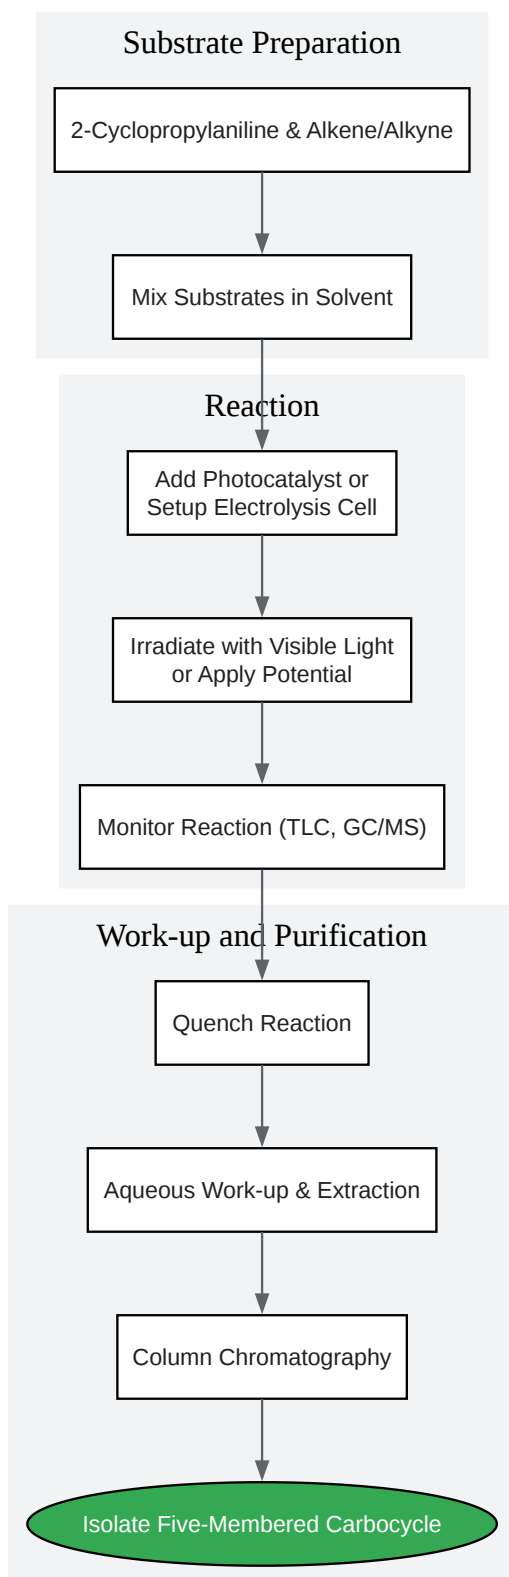 Substrate Preparation
2-Cyclopropylaniline & Alkene/Alkyne
Mix Substrates in Solvent
Reaction
Add Photocatalyst or
Setup Electrolysis Cell
Irradiate with Visible Light
or Apply Potential
Monitor Reaction (TLC, GC/MS)
Work-up and Purification
Quench Reaction
Aqueous Work-up & Extraction
Column Chromatography
Isolate Five-Membered Carbocycle